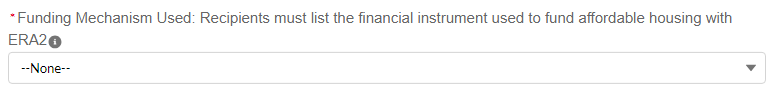 *Funding Mechanism Used: Recipients must list the financial instrument used to fund affordable housing with
ERA2
--None--